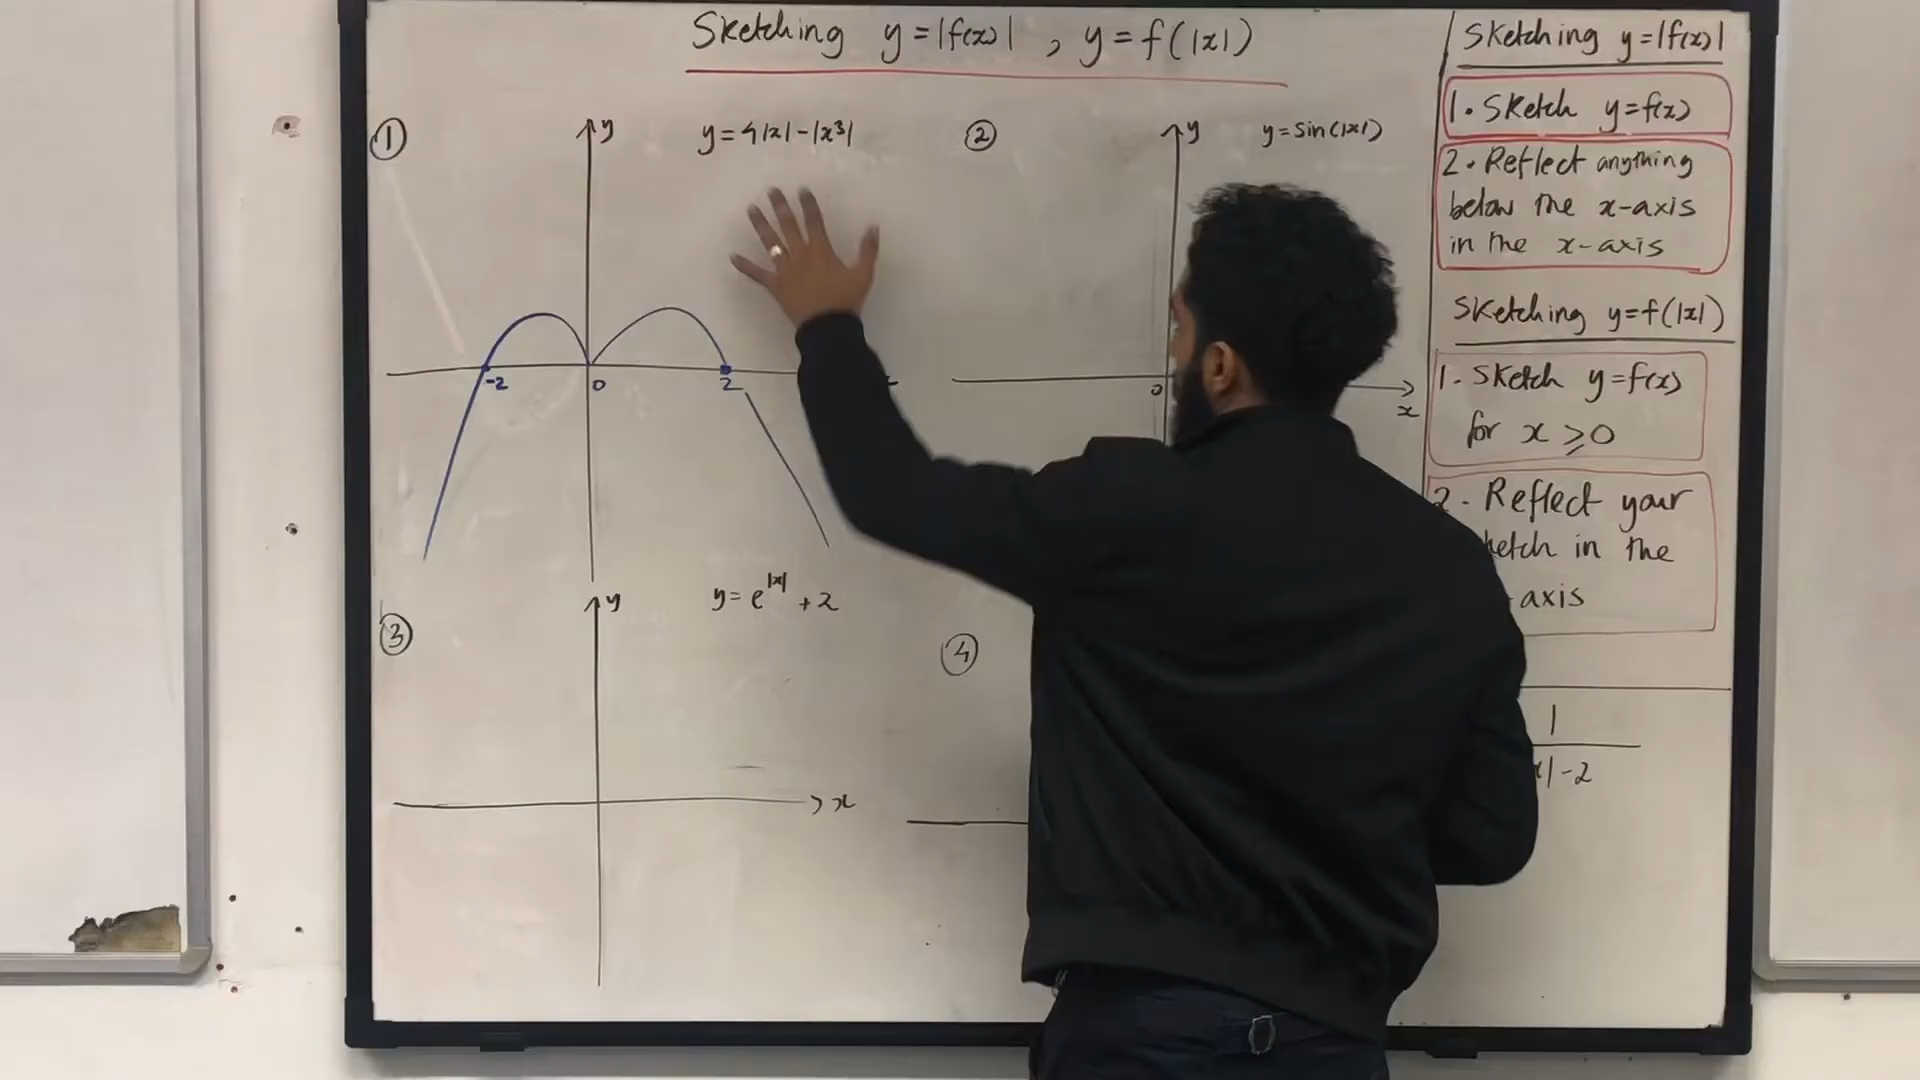 Sketching y=|f(x)| , y=f(|x|)
①
y
y=4|x|-|x³|
-2
0
2
②
y
y=sin(|x|)
0
x
③
y
y=e^|x| +2
x
④
Sketching y=|f(x)|
1. Sketch y=f(x)
2. Reflect anything
below the x-axis
in the x-axis
Sketching y=f(|x|)
1. Sketch y=f(x)
for x ⩾ 0
2. Reflect your
in the
axis
1
|-2